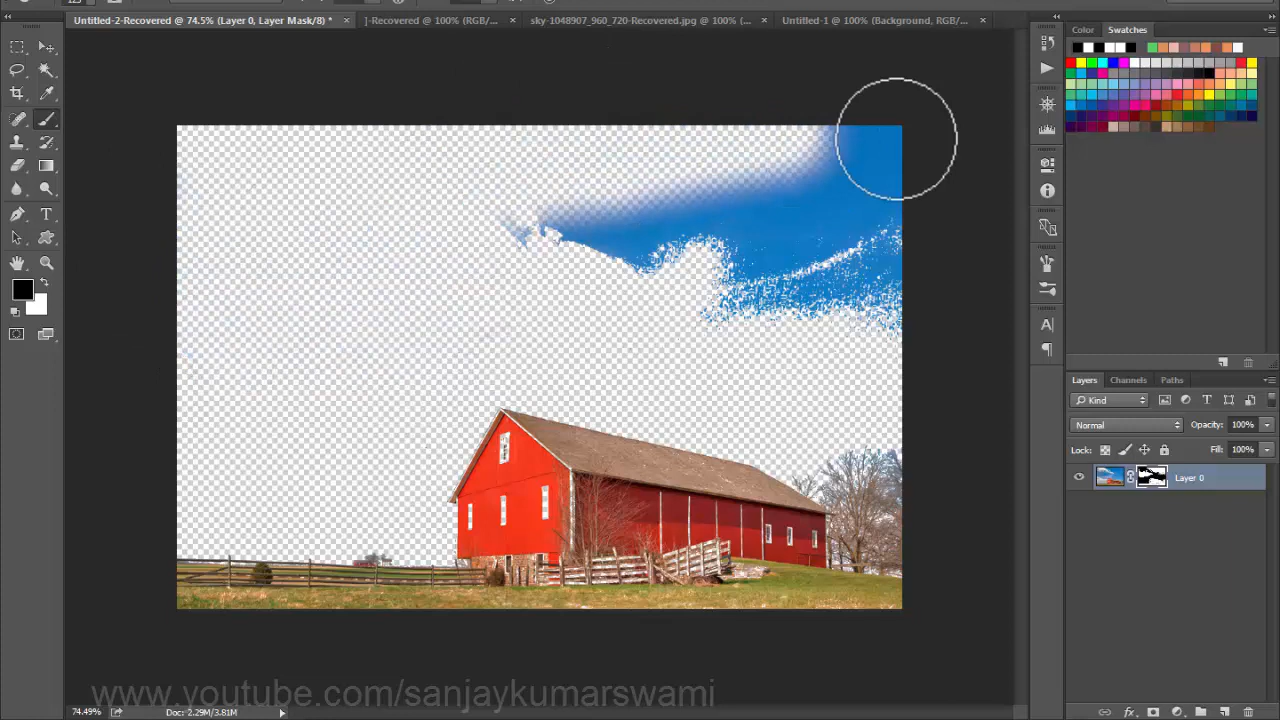 Untitled-2-Recovered @ 74.5% (Layer 0, Layer Mask/8) *
]-Recovered @ 100% (RGB/...
sky-1048907_960_720-Recovered.jpg @ 100% (...
Untitled-1 @ 100% (Background, RGB/...
Color
Swatches
Layers
Channels
Paths
Kind
Normal
Opacity: 100%
Lock:
Fill: 100%
Layer 0
www.youtube.com/sanjaykumarswami
74.49%
Doc: 2.29M/3.81M